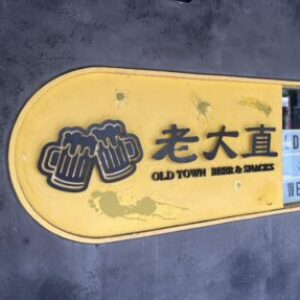 老大直
OLD TOWN BEER & SNACKS